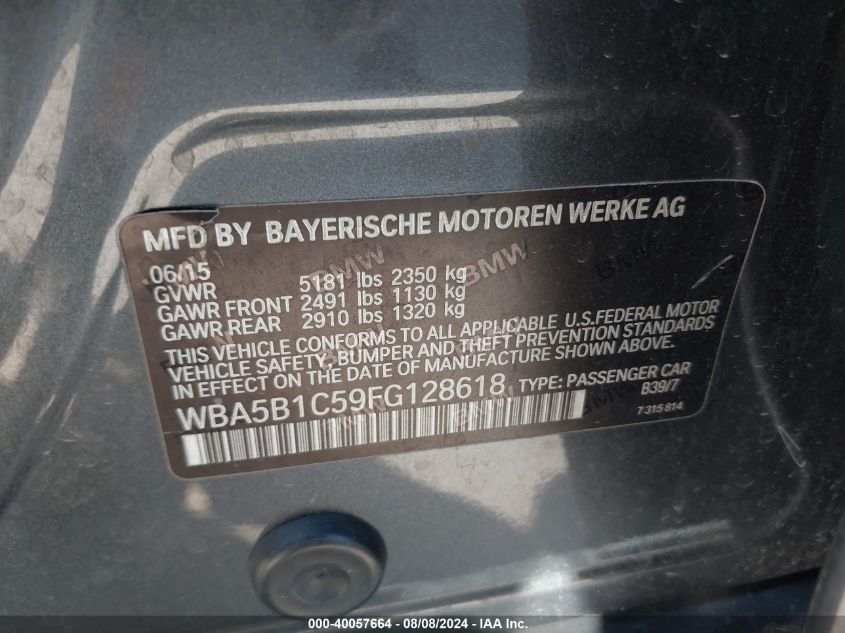 MFD BY BAYERISCHE MOTOREN WERKE AG
06/15
GVWR 5181 lbs 2350 kg
GAWR FRONT 2491 lbs 1130 kg
GAWR REAR 2910 lbs 1320 kg
THIS VEHICLE CONFORMS TO ALL APPLICABLE U.S.FEDERAL MOTOR
VEHICLE SAFETY, BUMPER AND THEFT PREVENTION STANDARDS
IN EFFECT ON THE DATE OF MANUFACTURE SHOWN ABOVE.
WBA5B1C59FG128618 TYPE: PASSENGER CAR
B39/7
7 315 814
000-40057664 - 08/08/2024 - IAA Inc.